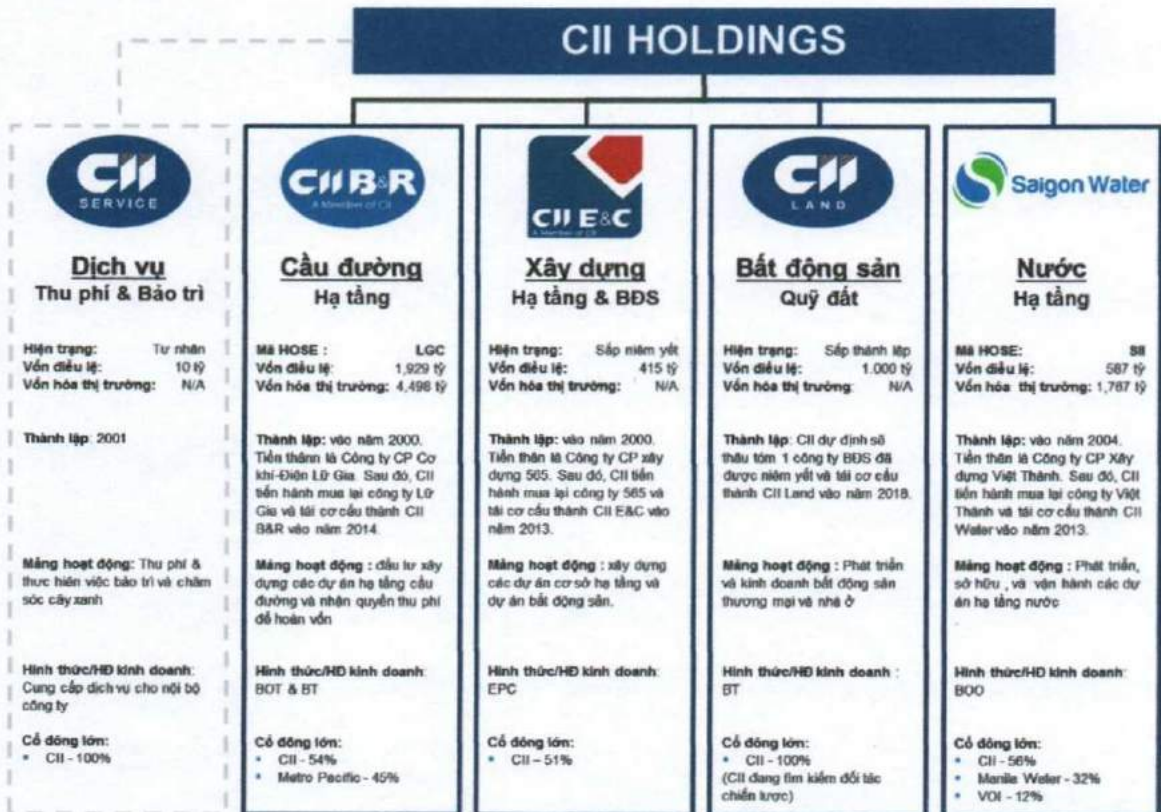 CII HOLDINGS
CII
SERVICE
Dịch vụ
Thu phí & Bảo trì
Hiện trạng: Tư nhân
Vốn điều lệ: 10 tỷ
Vốn hóa thị trường: N/A
Thành lập: 2001
Mảng hoạt động: Thu phí &
thực hiện việc bảo trì và chăm
sóc cây xanh
Hình thức/HĐ kinh doanh:
Cung cấp dịch vụ cho nội bộ
công ty
Cổ đông lớn:
• CII - 100%
CII B&R
A Member of CII
Cầu đường
Hạ tầng
Mã HOSE : LGC
Vốn điều lệ: 1,929 tỷ
Vốn hóa thị trường: 4,498 tỷ
Thành lập: vào năm 2000.
Tiền thân là Công ty CP Cơ
khí-Điện Lữ Gia. Sau đó, CII
tiến hành mua lại công ty Lữ
Gia và tái cơ cấu thành CII
B&R vào năm 2014.
Mảng hoạt động : đầu tư xây
dựng các dự án hạ tầng cầu
đường và nhận quyền thu phí
để hoàn vốn
Hình thức/HĐ kinh doanh:
BOT & BT
Cổ đông lớn:
• CII - 54%
• Metro Pacific - 45%
CII E&C
A Member of CII
Xây dựng
Hạ tầng & BĐS
Hiện trạng: Sắp niêm yết
Vốn điều lệ: 415 tỷ
Vốn hóa thị trường: N/A
Thành lập: vào năm 2000.
Tiền thân là Công ty CP xây
dựng 565. Sau đó, CII tiến
hành mua lại công ty 565 và
tái cơ cấu thành CII E&C vào
năm 2013.
Mảng hoạt động : xây dựng
các dự án cơ sở hạ tầng và
dự án bất động sản.
Hình thức/HĐ kinh doanh:
EPC
Cổ đông lớn:
• CII – 51%
CII
LAND
Bất động sản
Quỹ đất
Hiện trạng: Sắp thành lập
Vốn điều lệ: 1.000 tỷ
Vốn hóa thị trường: N/A
Thành lập: CII dự định sẽ
thâu tóm 1 công ty BĐS đã
được niêm yết và tái cơ cấu
thành CII Land vào năm 2018.
Mảng hoạt động : Phát triển
và kinh doanh bất động sản
thương mại và nhà ở
Hình thức/HĐ kinh doanh :
BT
Cổ đông lớn:
• CII - 100%
(CII đang tìm kiếm đối tác
chiến lược)
Saigon Water
Nước
Hạ tầng
Mã HOSE: SII
Vốn điều lệ: 587 tỷ
Vốn hóa thị trường: 1,767 tỷ
Thành lập: vào năm 2004.
Tiền thân là Công ty CP Xây
dựng Việt Thành. Sau đó, CII
tiến hành mua lại công ty Việt
Thành và tái cơ cấu thành CII
Water vào năm 2013.
Mảng hoạt động : Phát triển,
sở hữu , và vận hành các dự
án hạ tầng nước
Hình thức/HĐ kinh doanh:
BOO
Cổ đông lớn:
• CII - 56%
• Manila Water - 32%
• VOI - 12%